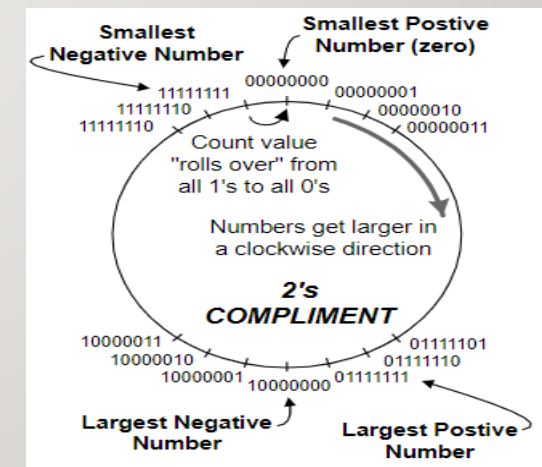 Smallest
Negative Number
Smallest Postive
Number (zero)
11111111
00000000
00000001
11111110
00000010
11111110
00000011
Count value
"rolls over" from
all 1's to all 0's
Numbers get larger in
a clockwise direction
2's
COMPLIMENT
10000011
01111101
10000010
01111110
10000001
10000000
01111111
Largest Negative
Number
Largest Postive
Number